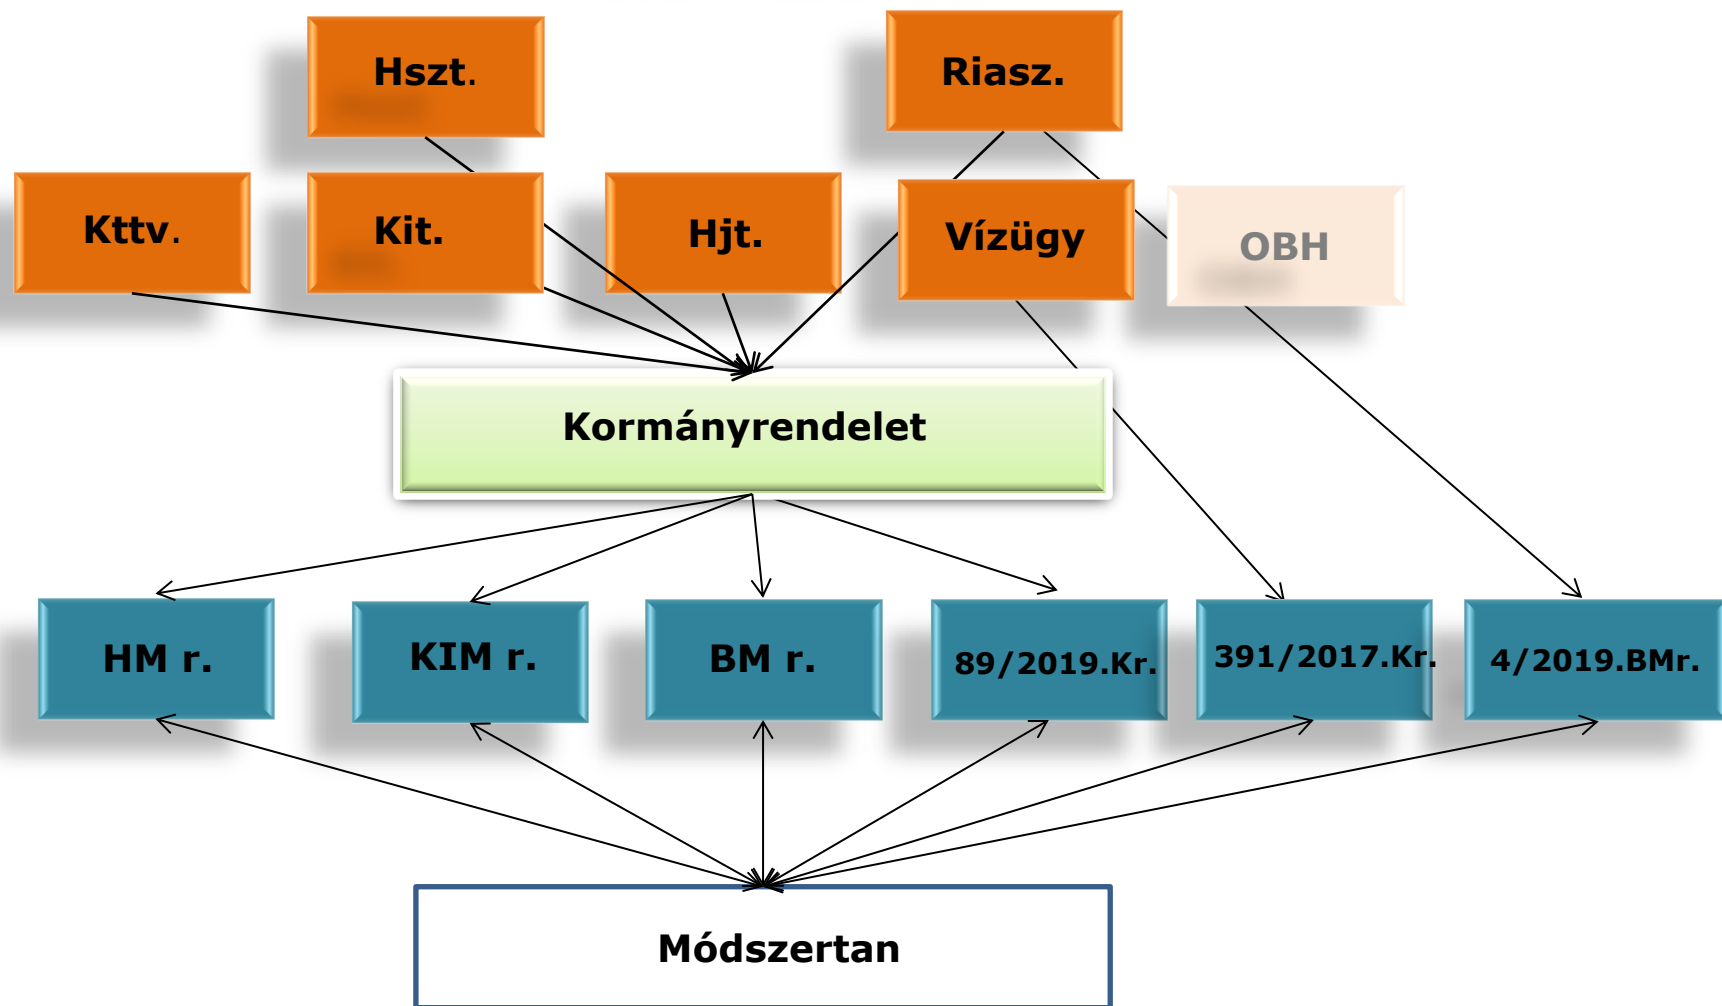 Hszt.
Riasz.
Kttv.
Kit.
Hjt.
Vízügy
OBH
Kormányrendelet
HM r.
KIM r.
BM r.
89/2019.Kr.
391/2017.Kr.
4/2019.BMr.
Módszertan